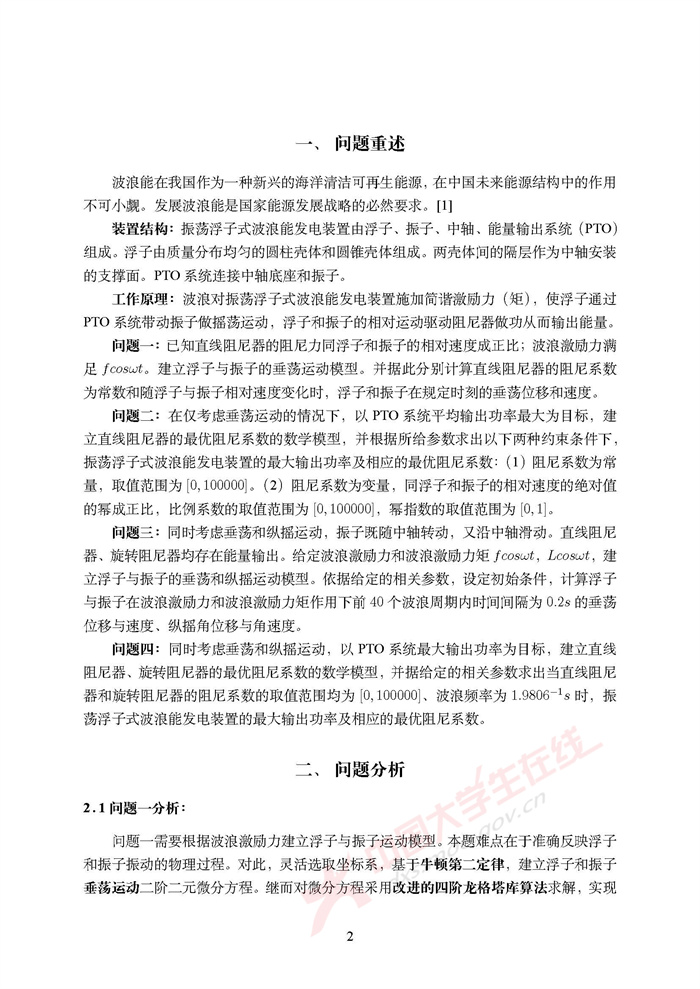 一、 问题重述
波浪能在我国作为一种新兴的海洋清洁可再生能源，在中国未来能源结构中的作用
不可小觑。发展波浪能是国家能源发展战略的必然要求。[1]
装置结构：振荡浮子式波浪能发电装置由浮子、振子、中轴、能量输出系统（PTO）
组成。浮子由质量分布均匀的圆柱壳体和圆锥壳体组成。两壳体间的隔层作为中轴安装
的支撑面。PTO 系统连接中轴底座和振子。
工作原理：波浪对振荡浮子式波浪能发电装置施加简谐激励力（矩），使浮子通过
PTO 系统带动振子做摇荡运动，浮子和振子的相对运动驱动阻尼器做功从而输出能量。
问题一：已知直线阻尼器的阻尼力同浮子和振子的相对速度成正比；波浪激励力满
足 fcosωt。建立浮子与振子的垂荡运动模型。并据此分别计算直线阻尼器的阻尼系数
为常数和随浮子与振子相对速度变化时，浮子和振子在规定时刻的垂荡位移和速度。
问题二：在仅考虑垂荡运动的情况下，以 PTO 系统平均输出功率最大为目标，建
立直线阻尼器的最优阻尼系数的数学模型，并根据所给参数求出以下两种约束条件下，
振荡浮子式波浪能发电装置的最大输出功率及相应的最优阻尼系数：（1）阻尼系数为常
量，取值范围为 [0,100000]。（2）阻尼系数为变量，同浮子和振子的相对速度的绝对值
的幂成正比，比例系数的取值范围为 [0,100000]，幂指数的取值范围为 [0,1]。
问题三：同时考虑垂荡和纵摇运动，振子既随中轴转动，又沿中轴滑动。直线阻尼
器、旋转阻尼器均存在能量输出。给定波浪激励力和波浪激励力矩 fcosωt，Lcosωt，建
立浮子与振子的垂荡和纵摇运动模型。依据给定的相关参数，设定初始条件，计算浮子
与振子在波浪激励力和波浪激励力矩作用下前 40 个波浪周期内时间间隔为 0.2s 的垂荡
位移与速度、纵摇角位移与角速度。
问题四：同时考虑垂荡和纵摇运动，以 PTO 系统最大输出功率为目标，建立直线
阻尼器、旋转阻尼器的最优阻尼系数的数学模型，并据给定的相关参数求出当直线阻尼
器和旋转阻尼器的阻尼系数的取值范围均为 [0,100000]、波浪频率为 1.9806⁻¹s 时，振
荡浮子式波浪能发电装置的最大输出功率及相应的最优阻尼系数。
二、 问题分析
2.1 问题一分析：
问题一需要根据波浪激励力建立浮子与振子运动模型。本题难点在于准确反映浮子
和振子振动的物理过程。对此，灵活选取坐标系，基于牛顿第二定律，建立浮子和振子
垂荡运动二阶二元微分方程。继而对微分方程采用改进的四阶龙格塔库算法求解，实现
中国大学生在线
2